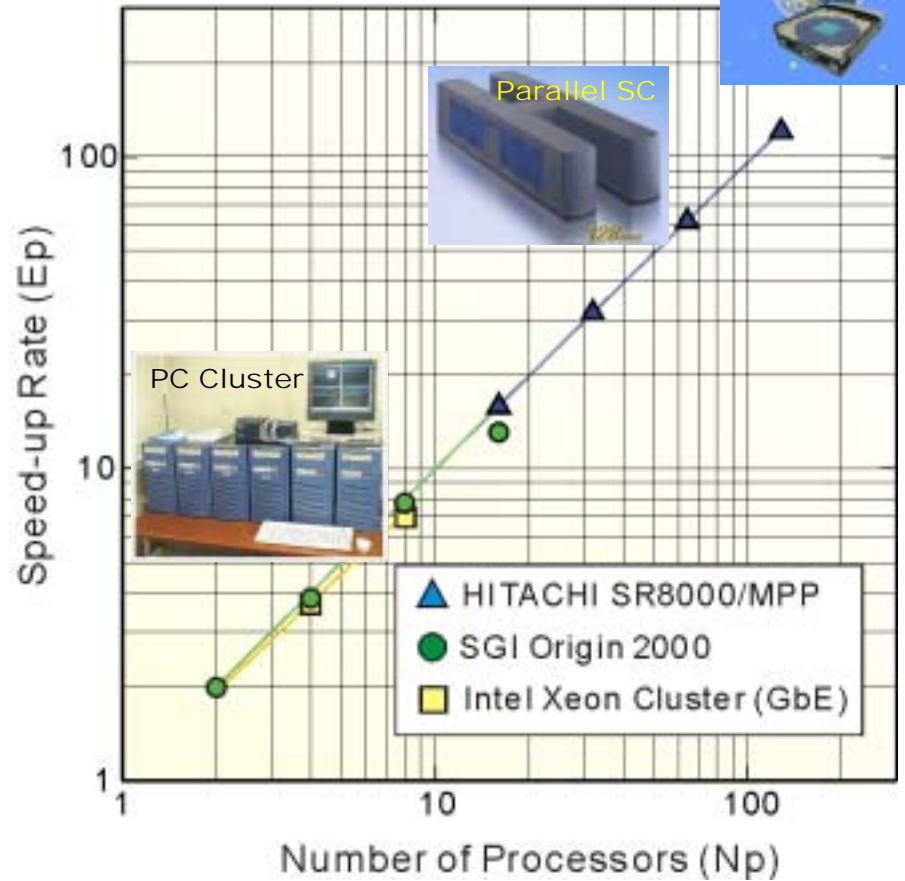 Parallel SC
100
Speed-up Rate (Ep)
PC Cluster
10
HITACHI SR8000/MPP
SGI Origin 2000
Intel Xeon Cluster (GbE)
1
1
10
100
Number of Processors (Np)